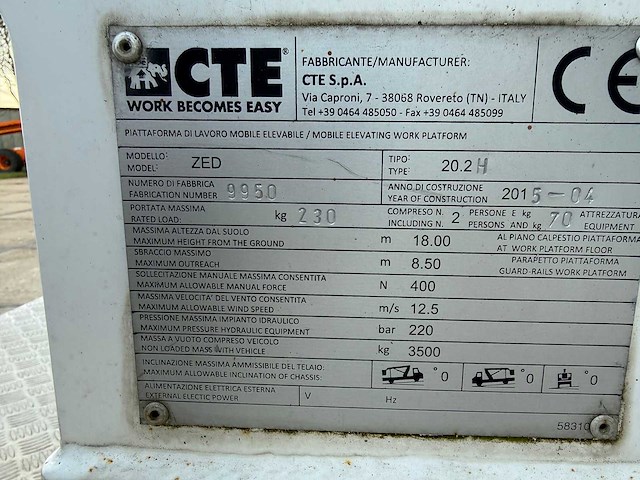 CTE®
WORK BECOMES EASY
FABBRICANTE/MANUFACTURER:
CTE S.p.A.
Via Caproni, 7 - 38068 Rovereto (TN) - ITALY
Tel +39 0464 485050 - Fax +39 0464 485099
CE
PIATTAFORMA DI LAVORO MOBILE ELEVABILE / MOBILE ELEVATING WORK PLATFORM
MODELLO: ZED TIPO: 20.2 H
MODEL: TYPE:
NUMERO DI FABBRICA 9950 ANNO DI COSTRUZIONE 2015-04
FABRICATION NUMBER YEAR OF CONSTRUCTION
PORTATA MASSIMA kg 230 COMPRESO N. 2 PERSONE E kg 70 ATTREZZATURA
RATED LOAD: INCLUDING N. PERSONS AND kg EQUIPMENT
MASSIMA ALTEZZA DAL SUOLO m 18.00 AL PIANO CALPESTIO PIATTAFORMA
MAXIMUM HEIGHT FROM THE GROUND AT WORK PLATFORM FLOOR
SBRACCIO MASSIMO m 8.50 PARAPETTO PIATTAFORMA
MAXIMUM OUTREACH GUARD-RAILS WORK PLATFORM
SOLLECITAZIONE MANUALE MASSIMA CONSENTITA N 400
MAXIMUM ALLOWABLE MANUAL FORCE
MASSIMA VELOCITA' DEL VENTO CONSENTITA m/s 12.5
MAXIMUM ALLOWABLE WIND SPEED
PRESSIONE MASSIMA IMPIANTO IDRAULICO bar 220
MAXIMUM PRESSURE HYDRAULIC EQUIPMENT
MASSA A VUOTO COMPRESO VEICOLO kg 3500
NON LOADED MASS WITH VEHICLE
INCLINAZIONE MASSIMA AMMISSIBILE DEL TELAIO: °0 °0 °0
MAXIMUM ALLOWABLE INCLINATION OF CHASSIS:
ALIMENTAZIONE ELETTRICA ESTERNA V Hz
EXTERNAL ELECTIC POWER
58310